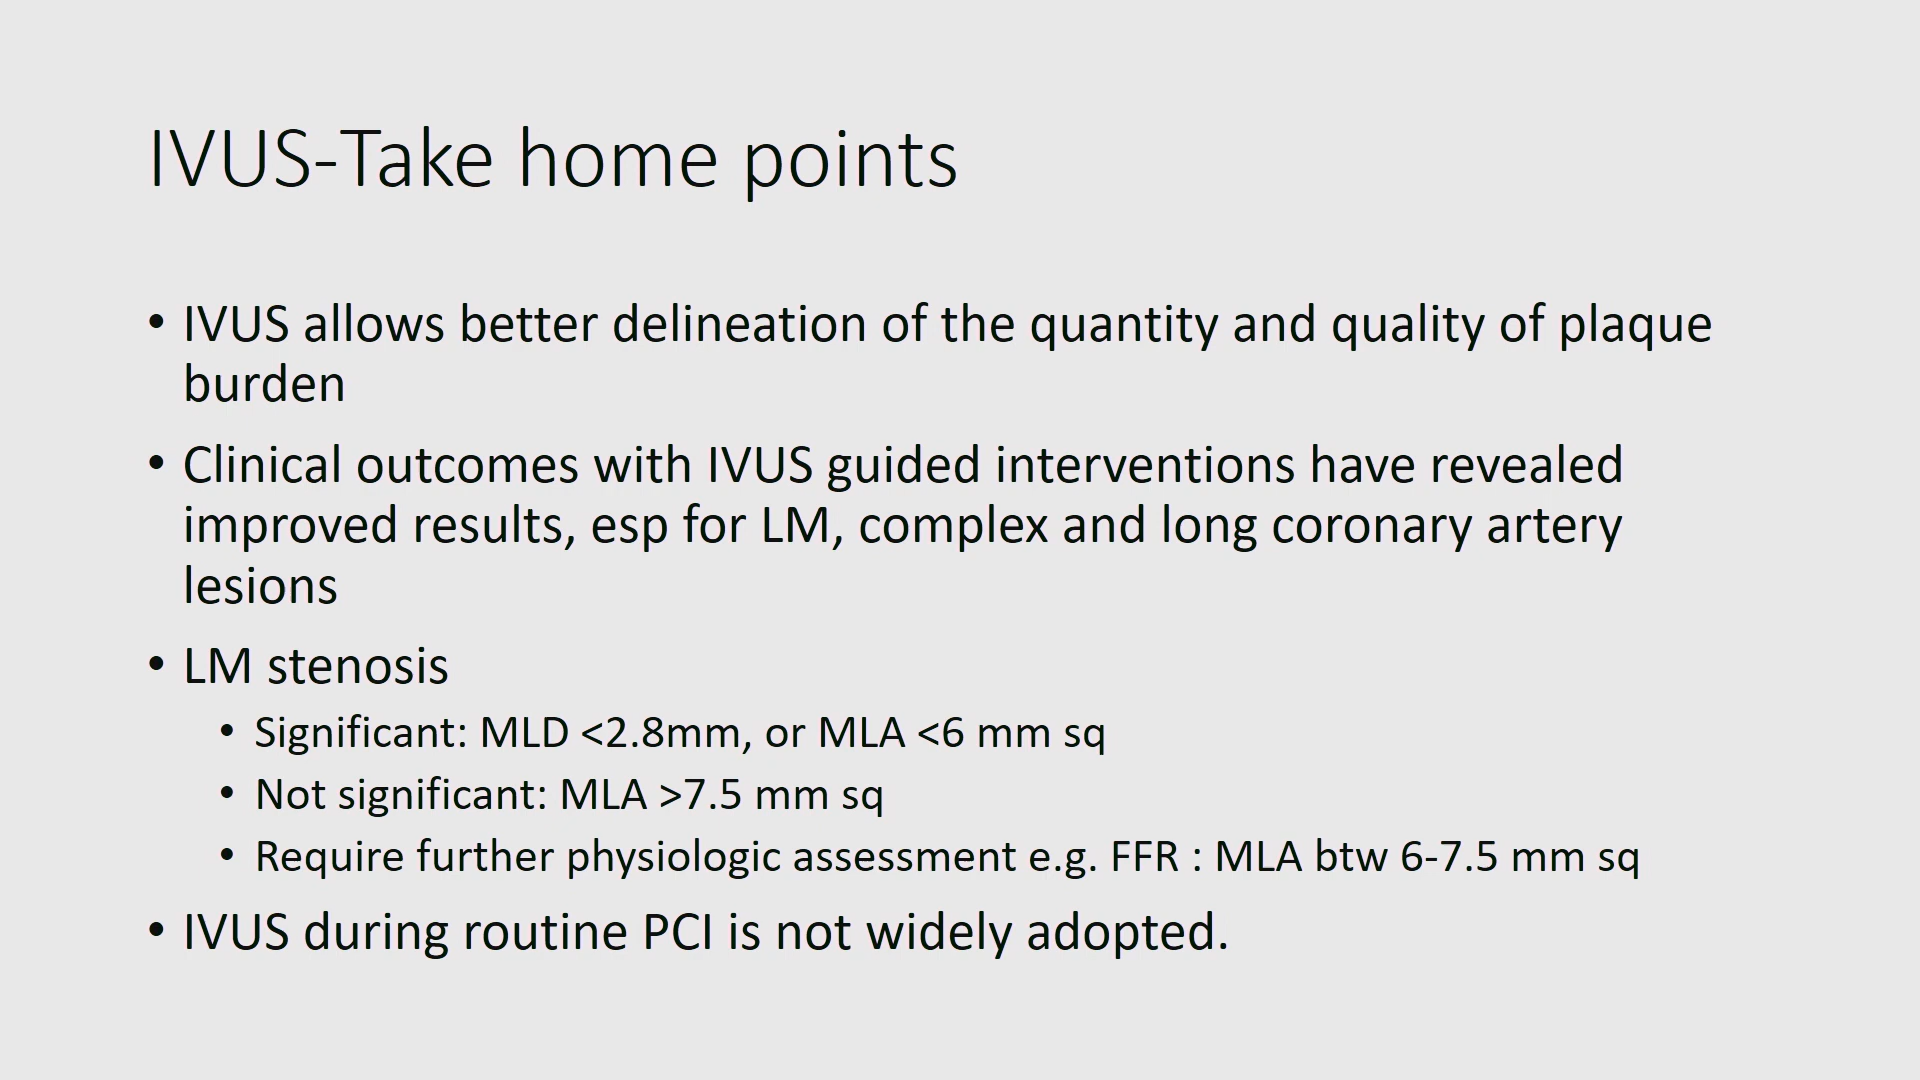 IVUS-Take home points
• IVUS allows better delineation of the quantity and quality of plaque
burden
• Clinical outcomes with IVUS guided interventions have revealed
improved results, esp for LM, complex and long coronary artery
lesions
• LM stenosis
• Significant: MLD <2.8mm, or MLA <6 mm sq
• Not significant: MLA >7.5 mm sq
• Require further physiologic assessment e.g. FFR : MLA btw 6-7.5 mm sq
• IVUS during routine PCI is not widely adopted.